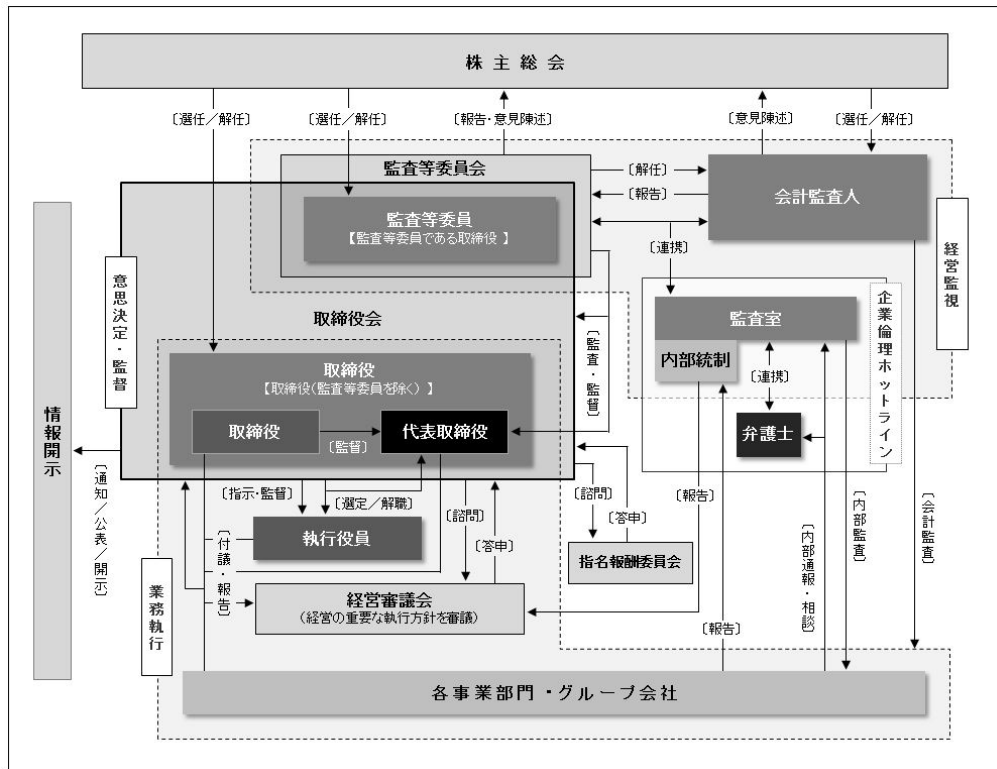 株主総会
〔選任／解任〕
〔選任／解任〕
〔報告・意見陳述〕
〔意見陳述〕
〔選任／解任〕
監査等委員会
〔解任〕
〔報告〕
会計監査人
監査等委員
【監査等委員である取締役】
〔連携〕
経営監視
意思決定・監督
取締役会
〔監査・監督〕
監査室
内部統制
企業倫理ホットライン
〔連携〕
弁護士
取締役
【取締役（監査等委員を除く）】
取締役
〔監督〕
代表取締役
情報開示
〔通知／公表／開示〕
〔指示・監督〕
〔選定／解職〕
〔諮問〕
〔答申〕
〔諮問〕
〔答申〕
〔報告〕
〔内部通報・相談〕
〔内部監査〕
〔会計監査〕
執行役員
〔付議・報告〕
指名報酬委員会
業務執行
経営審議会
（経営の重要な執行方針を審議）
〔報告〕
各事業部門・グループ会社